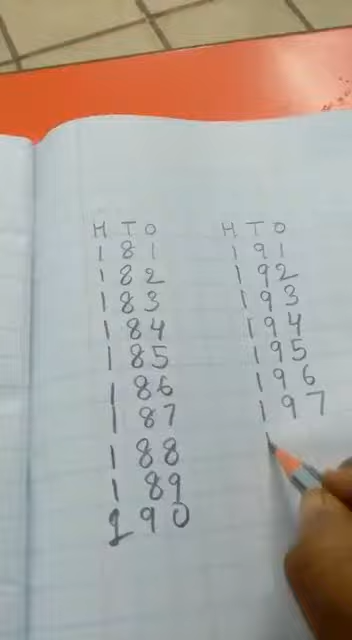 H T O
1 8 1
1 8 2
1 8 3
1 8 4
1 8 5
1 8 6
1 8 7
1 8 8
1 8 9
1 9 0
H T O
1 9 1
1 9 2
1 9 3
1 9 4
1 9 5
1 9 6
1 9 7
1